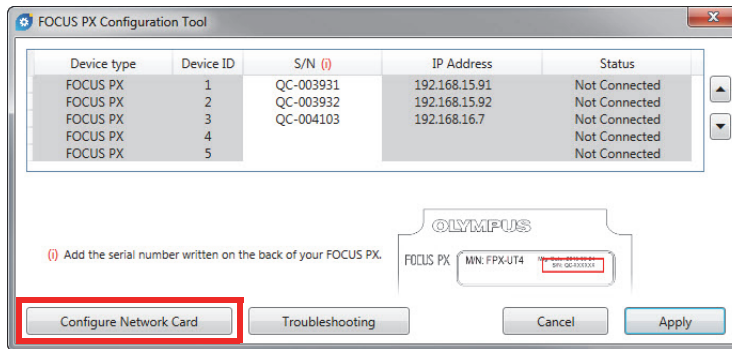 FOCUS PX Configuration Tool
Device type Device ID S/N (i) IP Address Status
FOCUS PX 1 QC-003931 192.168.15.91 Not Connected
FOCUS PX 2 QC-003932 192.168.15.92 Not Connected
FOCUS PX 3 QC-004103 192.168.16.7 Not Connected
FOCUS PX 4 Not Connected
FOCUS PX 5 Not Connected
OLYMPUS
(i) Add the serial number written on the back of your FOCUS PX.
FOCUS PX M/N: FPX-UT4
S/N: QC-XXXXXX
Configure Network Card Troubleshooting Cancel Apply